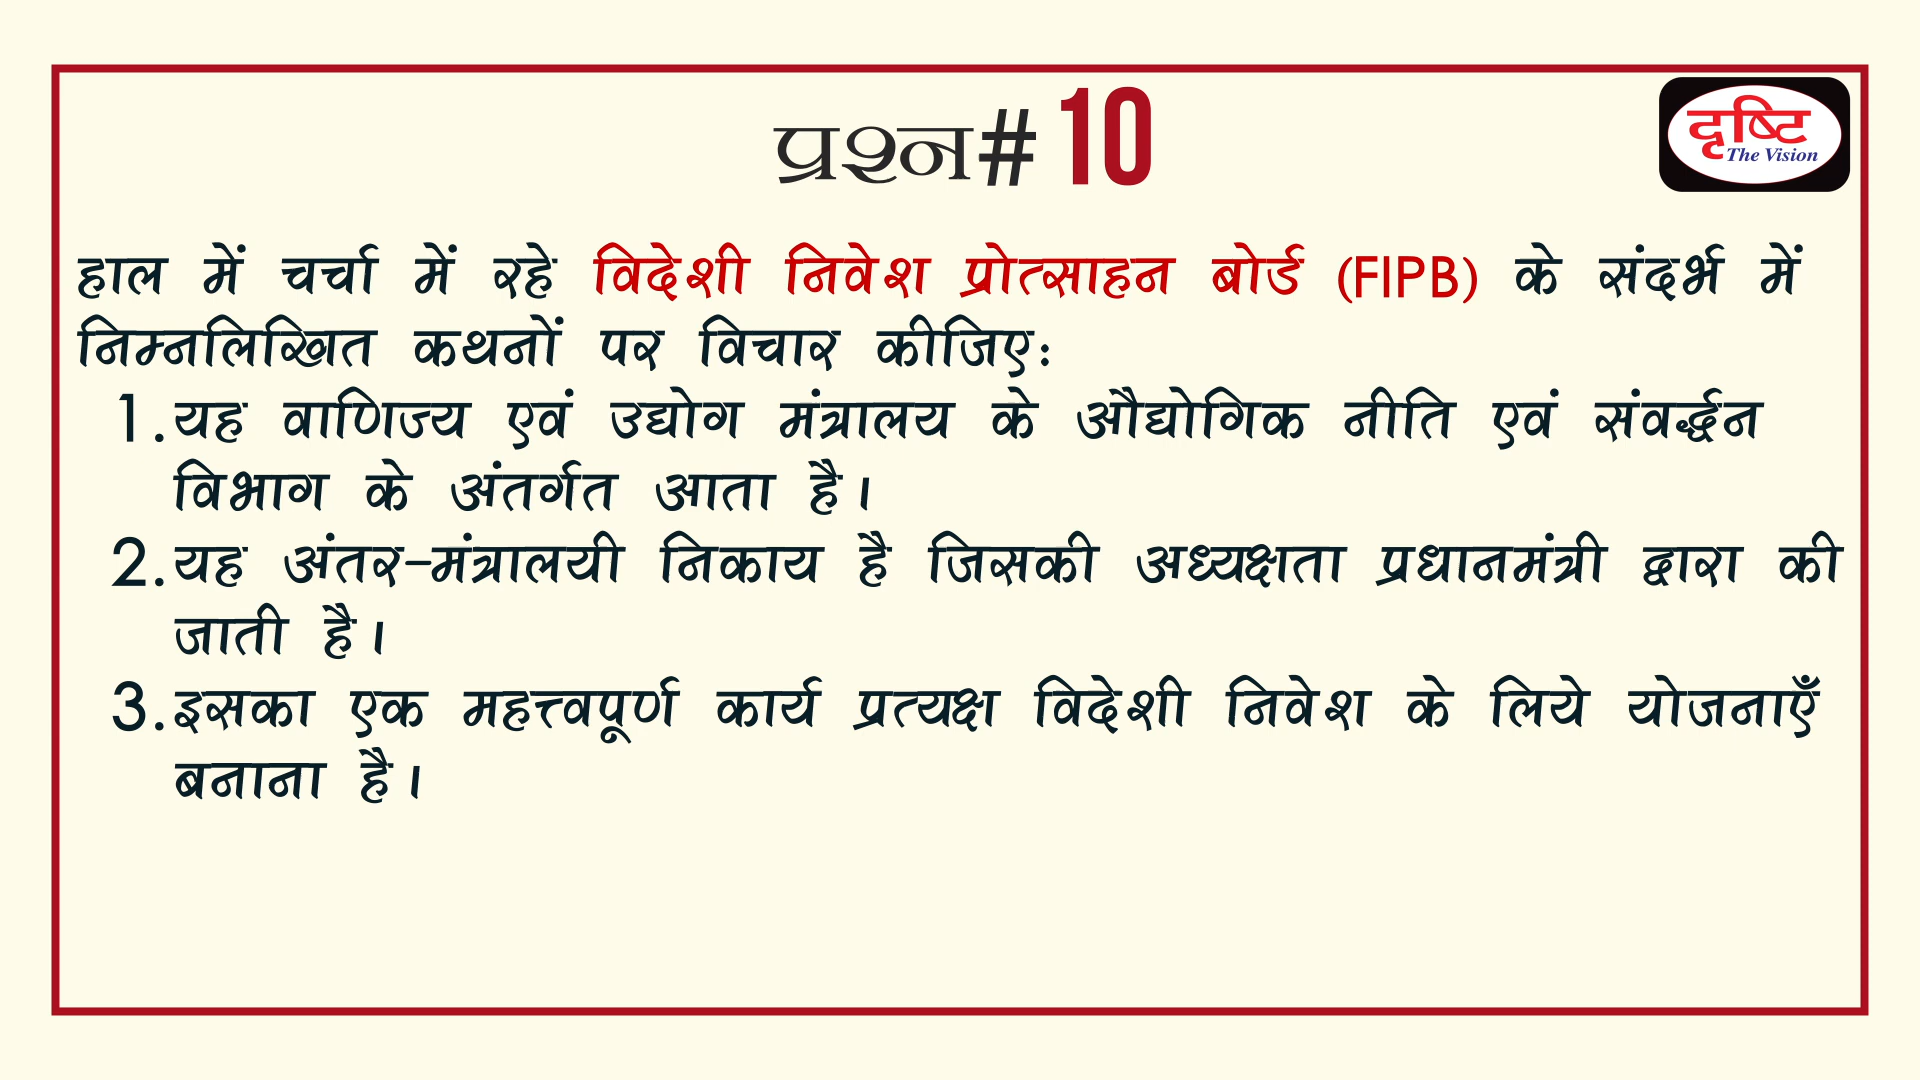 प्रश्न# 10
दृष्टि
The Vision
हाल में चर्चा में रहे विदेशी निवेश प्रोत्साहन बोर्ड (FIPB) के संदर्भ में
निम्नलिखित कथनों पर विचार कीजिए:
1.यह वाणिज्य एवं उद्योग मंत्रालय के औद्योगिक नीति एवं संवर्द्धन
विभाग के अंतर्गत आता है।
2.यह अंतर-मंत्रालयी निकाय है जिसकी अध्यक्षता प्रधानमंत्री द्वारा की
जाती है।
3.इसका एक महत्त्वपूर्ण कार्य प्रत्यक्ष विदेशी निवेश के लिये योजनाएँ
बनाना है।